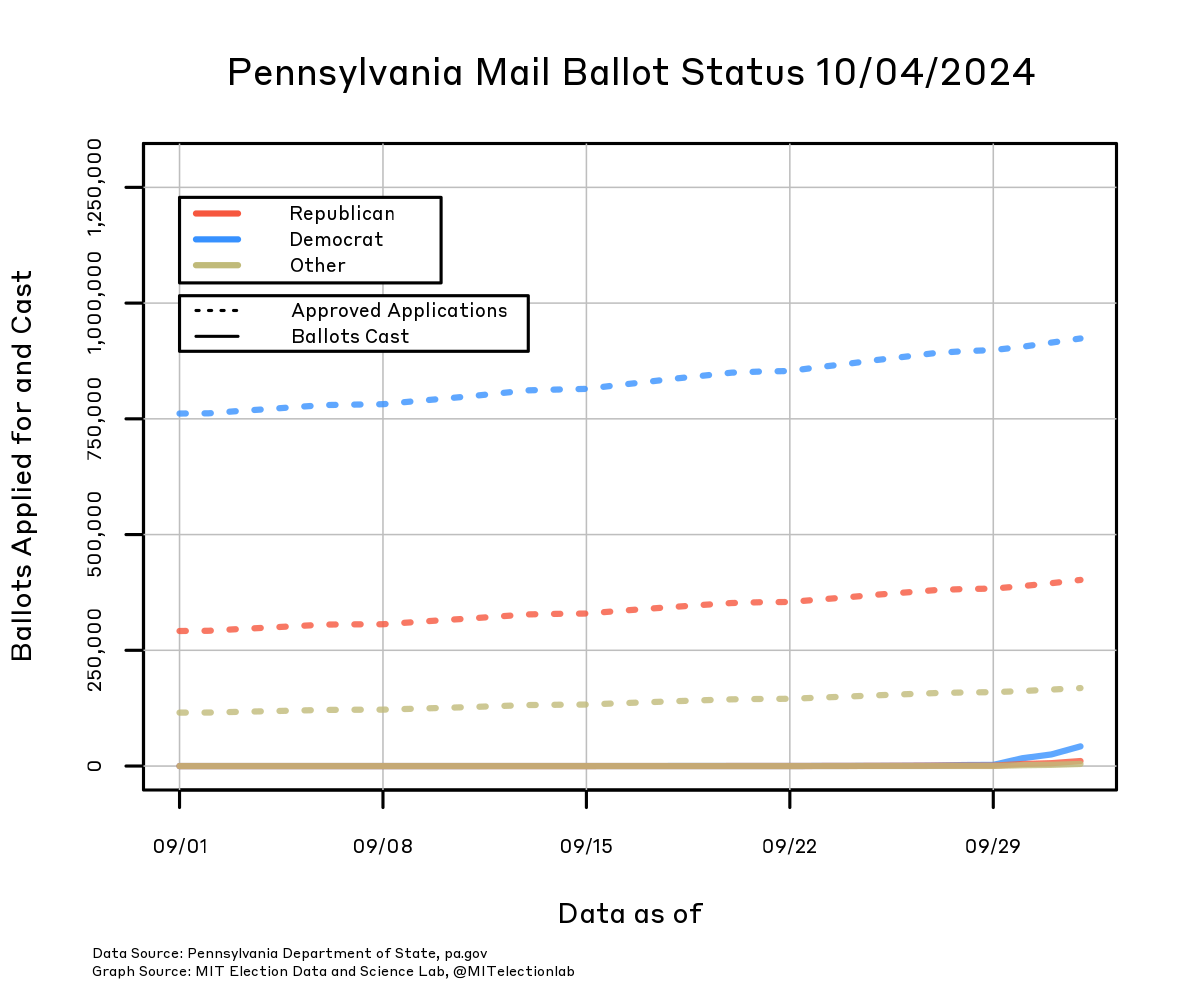 Pennsylvania Mail Ballot Status 10/04/2024
Ballots Applied for and Cast
1,250,000
1,000,000
750,000
500,000
250,000
0
Republican
Democrat
Other
Approved Applications
Ballots Cast
09/01 09/08 09/15 09/22 09/29
Data as of
Data Source: Pennsylvania Department of State, pa.gov
Graph Source: MIT Election Data and Science Lab, @MITelectionlab